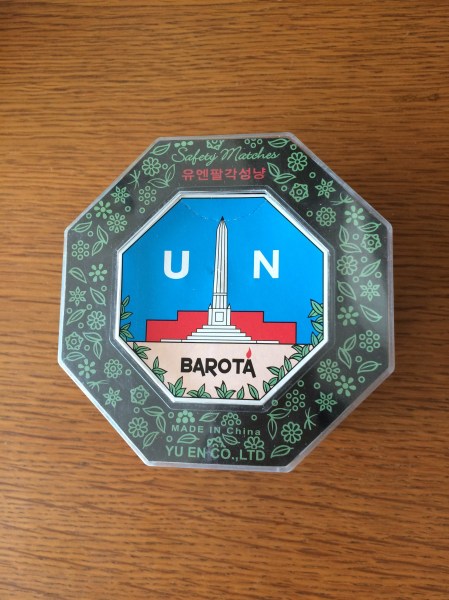 Safety Matches
유엔팔각성냥
U N
BAROTA
MADE IN China
YU EN CO.,LTD